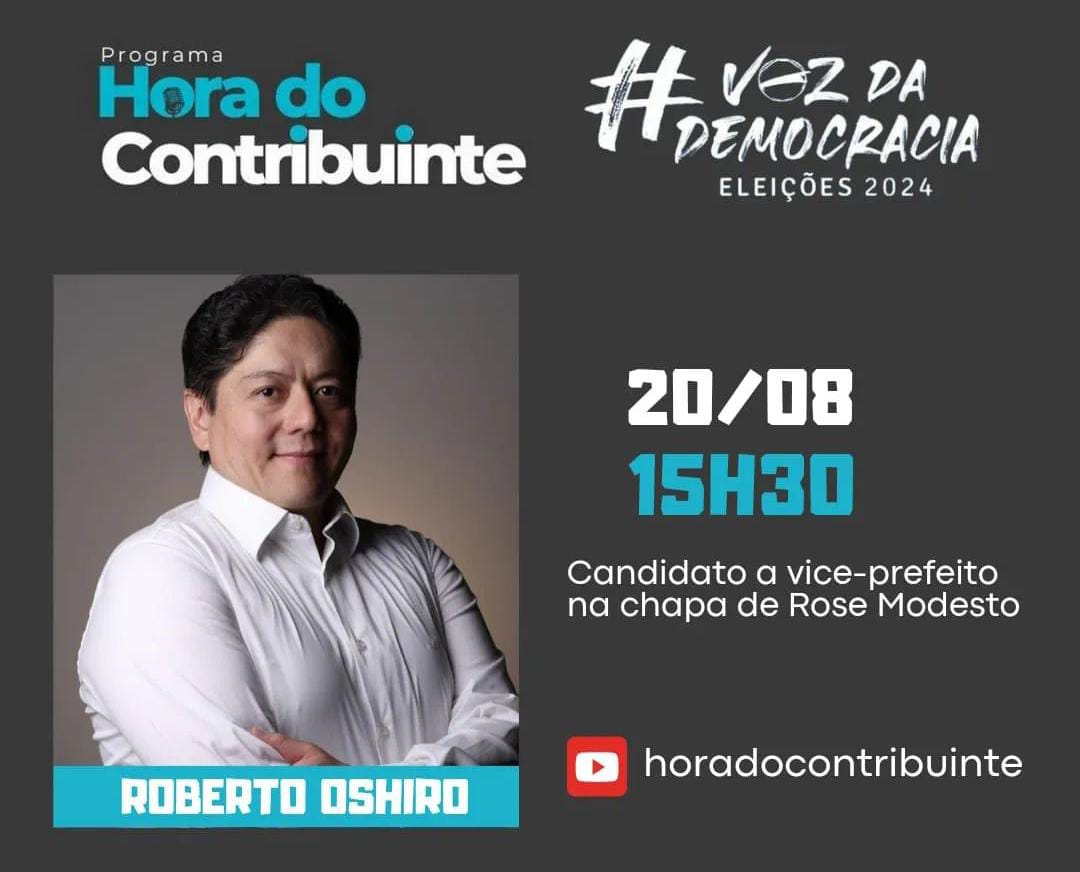 Programa
Hora do
Contribuinte
# VOZ DA
DEMOCRACIA
ELEIÇÕES 2024
20/08
15H30
Candidato a vice-prefeito
na chapa de Rose Modesto
ROBERTO OSHIRO
horadocontribuinte